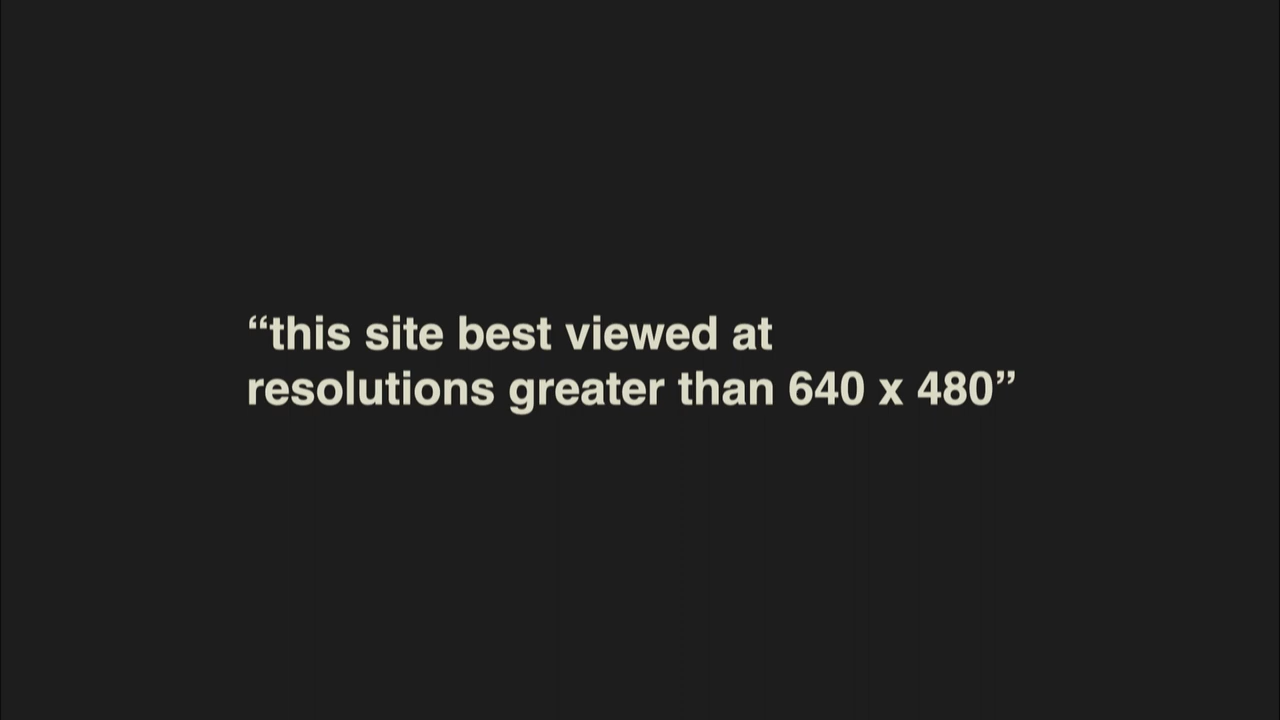 “this site best viewed at
resolutions greater than 640 x 480”